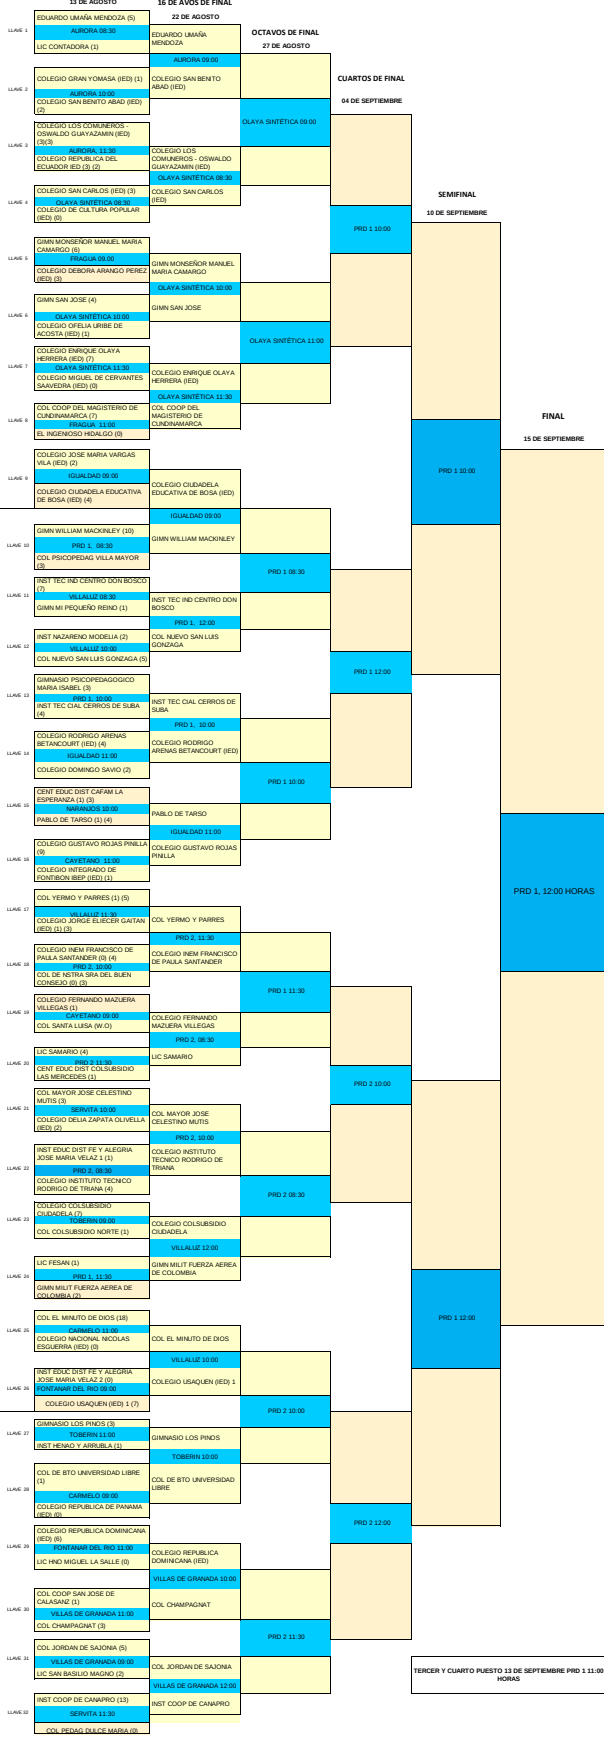 13 DE AGOSTO
16 DE AVOS DE FINAL
22 DE AGOSTO
OCTAVOS DE FINAL
27 DE AGOSTO
CUARTOS DE FINAL
04 DE SEPTIEMBRE
SEMIFINAL
10 DE SEPTIEMBRE
FINAL
15 DE SEPTIEMBRE
LLAVE 1
EDUARDO UMAÑA MENDOZA (5)
AURORA 08:30
LIC CONTADORA (1)
LLAVE 2
COLEGIO GRAN YOMASA (IED) (1)
AURORA 10:00
COLEGIO SAN BENITO ABAD (IED)
(2)
LLAVE 3
COLEGIO LOS COMUNEROS -
OSWALDO GUAYAZAMIN (IED)
(3)(3)
AURORA, 11:30
COLEGIO REPUBLICA DEL
ECUADOR IED (3) (2)
LLAVE 4
COLEGIO SAN CARLOS (IED) (3)
OLAYA SINTÉTICA 08:30
COLEGIO DE CULTURA POPULAR
(IED) (0)
LLAVE 5
GIMN MONSEÑOR MANUEL MARIA
CAMARGO (6)
FRAGUA 09.00
COLEGIO DEBORA ARANGO PEREZ
(IED) (3)
LLAVE 6
GIMN SAN JOSE (4)
OLAYA SINTÉTICA 10:00
COLEGIO OFELIA URIBE DE
ACOSTA (IED) (1)
LLAVE 7
COLEGIO ENRIQUE OLAYA
HERRERA (IED) (7)
OLAYA SINTÉTICA 11:30
COLEGIO MIGUEL DE CERVANTES
SAAVEDRA (IED) (0)
LLAVE 8
COL COOP DEL MAGISTERIO DE
CUNDINAMARCA (7)
FRAGUA 11:00
EL INGENIOSO HIDALGO (0)
LLAVE 9
COLEGIO JOSE MARIA VARGAS
VILA (IED) (2)
IGUALDAD 09:00
COLEGIO CIUDADELA EDUCATIVA
DE BOSA (IED) (4)
LLAVE 10
GIMN WILLIAM MACKINLEY (10)
PRD 1, 08:30
COL PSICOPEDAG VILLA MAYOR
(3)
LLAVE 11
INST TEC IND CENTRO DON BOSCO
(7)
VILLALUZ 08:30
GIMN MI PEQUEÑO REINO (1)
LLAVE 12
INST NAZARENO MODELIA (2)
VILLALUZ 10:00
COL NUEVO SAN LUIS GONZAGA (5)
LLAVE 13
GIMNASIO PSICOPEDAGOGICO
MARIA ISABEL (3)
PRD 1, 10:00
INST TEC CIAL CERROS DE SUBA
(4)
LLAVE 14
COLEGIO RODRIGO ARENAS
BETANCOURT (IED) (4)
IGUALDAD 11:00
COLEGIO DOMINGO SAVIO (2)
LLAVE 15
CENT EDUC DIST CAFAM LA
ESPERANZA (1) (3)
NARANJOS 10:00
PABLO DE TARSO (1) (4)
LLAVE 16
COLEGIO GUSTAVO ROJAS PINILLA
(9)
CAYETANO 11:00
COLEGIO INTEGRADO DE
FONTIBON IBEP (IED) (1)
LLAVE 17
COL YERMO Y PARRES (1) (5)
VILLALUZ 11:30
COLEGIO JORGE ELIECER GAITAN
(IED) (1) (3)
LLAVE 18
COLEGIO INEM FRANCISCO DE
PAULA SANTANDER (0) (4)
PRD 2, 10:00
COL DE NSTRA SRA DEL BUEN
CONSEJO (0) (3)
LLAVE 19
COLEGIO FERNANDO MAZUERA
VILLEGAS (1)
CAYETANO 09:00
COL SANTA LUISA (W.O)
LLAVE 20
LIC SAMARIO (4)
PRD 2 11:30
CENT EDUC DIST COLSUBSIDIO
LAS MERCEDES (1)
LLAVE 21
COL MAYOR JOSE CELESTINO
MUTIS (3)
SERVITA 10:00
COLEGIO DELIA ZAPATA OLIVELLA
(IED) (2)
LLAVE 22
INST EDUC DIST FE Y ALEGRIA
JOSE MARIA VELAZ 1 (1)
PRD 2, 08:30
COLEGIO INSTITUTO TECNICO
RODRIGO DE TRIANA (4)
LLAVE 23
COLEGIO COLSUBSIDIO
CIUDADELA (7)
TOBERIN 09:00
COL COLSUBSIDIO NORTE (1)
LLAVE 24
LIC FESAN (1)
PRD 1, 11:30
GIMN MILIT FUERZA AEREA DE
COLOMBIA (2)
LLAVE 25
COL EL MINUTO DE DIOS (18)
CARMELO 11:00
COLEGIO NACIONAL NICOLAS
ESGUERRA (IED) (0)
LLAVE 26
INST EDUC DIST FE Y ALEGRIA
JOSE MARIA VELAZ 2 (0)
FONTANAR DEL RIO 09:00
COLEGIO USAQUEN (IED) 1 (7)
LLAVE 27
GIMNASIO LOS PINOS (3)
TOBERIN 11:00
INST HENAO Y ARRUBLA (1)
LLAVE 28
COL DE BTO UNIVERSIDAD LIBRE
(1)
CARMELO 09:00
COLEGIO REPUBLICA DE PANAMA
(IED) (0)
LLAVE 29
COLEGIO REPUBLICA DOMINICANA
(IED) (6)
FONTANAR DEL RIO 11:00
LIC HNO MIGUEL LA SALLE (0)
LLAVE 30
COL COOP SAN JOSE DE
CALASANZ (1)
VILLAS DE GRANADA 11:00
COL CHAMPAGNAT (3)
LLAVE 31
COL JORDAN DE SAJONIA (5)
VILLAS DE GRANADA 09:00
LIC SAN BASILIO MAGNO (2)
LLAVE 32
INST COOP DE CANAPRO (13)
SERVITA 11:30
COL PEDAG DULCE MARIA (0)
EDUARDO UMAÑA
MENDOZA
AURORA 09:00
COLEGIO SAN BENITO
ABAD (IED)
COLEGIO LOS
COMUNEROS - OSWALDO
GUAYAZAMIN (IED)
OLAYA SINTÉTICA 08:30
COLEGIO SAN CARLOS
(IED)
GIMN MONSEÑOR MANUEL
MARIA CAMARGO
OLAYA SINTÉTICA 10:00
GIMN SAN JOSE
COLEGIO ENRIQUE OLAYA
HERRERA (IED)
OLAYA SINTÉTICA 11:30
COL COOP DEL
MAGISTERIO DE
CUNDINAMARCA
COLEGIO CIUDADELA
EDUCATIVA DE BOSA (IED)
IGUALDAD 09:00
GIMN WILLIAM MACKINLEY
INST TEC IND CENTRO DON
BOSCO
PRD 1, 12:00
COL NUEVO SAN LUIS
GONZAGA
INST TEC CIAL CERROS DE
SUBA
PRD 1, 10:00
COLEGIO RODRIGO
ARENAS BETANCOURT (IED)
PABLO DE TARSO
IGUALDAD 11:00
COLEGIO GUSTAVO ROJAS
PINILLA
COL YERMO Y PARRES
PRD 2, 11:30
COLEGIO INEM FRANCISCO
DE PAULA SANTANDER
COLEGIO FERNANDO
MAZUERA VILLEGAS
PRD 2, 08:30
LIC SAMARIO
COL MAYOR JOSE
CELESTINO MUTIS
PRD 2, 10:00
COLEGIO INSTITUTO
TECNICO RODRIGO DE
TRIANA
COLEGIO COLSUBSIDIO
CIUDADELA
VILLALUZ 12:00
GIMN MILIT FUERZA AEREA
DE COLOMBIA
COL EL MINUTO DE DIOS
VILLALUZ 10:00
COLEGIO USAQUEN (IED) 1
GIMNASIO LOS PINOS
TOBERIN 10:00
COL DE BTO UNIVERSIDAD
LIBRE
COLEGIO REPUBLICA
DOMINICANA (IED)
VILLAS DE GRANADA 10:00
COL CHAMPAGNAT
COL JORDAN DE SAJONIA
VILLAS DE GRANADA 12:00
INST COOP DE CANAPRO
OLAYA SINTÉTICA 09:00
OLAYA SINTÉTICA 11:00
PRD 1 08:30
PRD 1 10:00
PRD 1 11:30
PRD 2 08:30
PRD 2 10:00
PRD 2 11:30
PRD 1 10:00
PRD 1 12:00
PRD 2 10:00
PRD 2 12:00
PRD 1 10:00
PRD 1 12:00
PRD 1, 12:00 HORAS
TERCER Y CUARTO PUESTO 13 DE SEPTIEMBRE PRD 1 11:00
HORAS